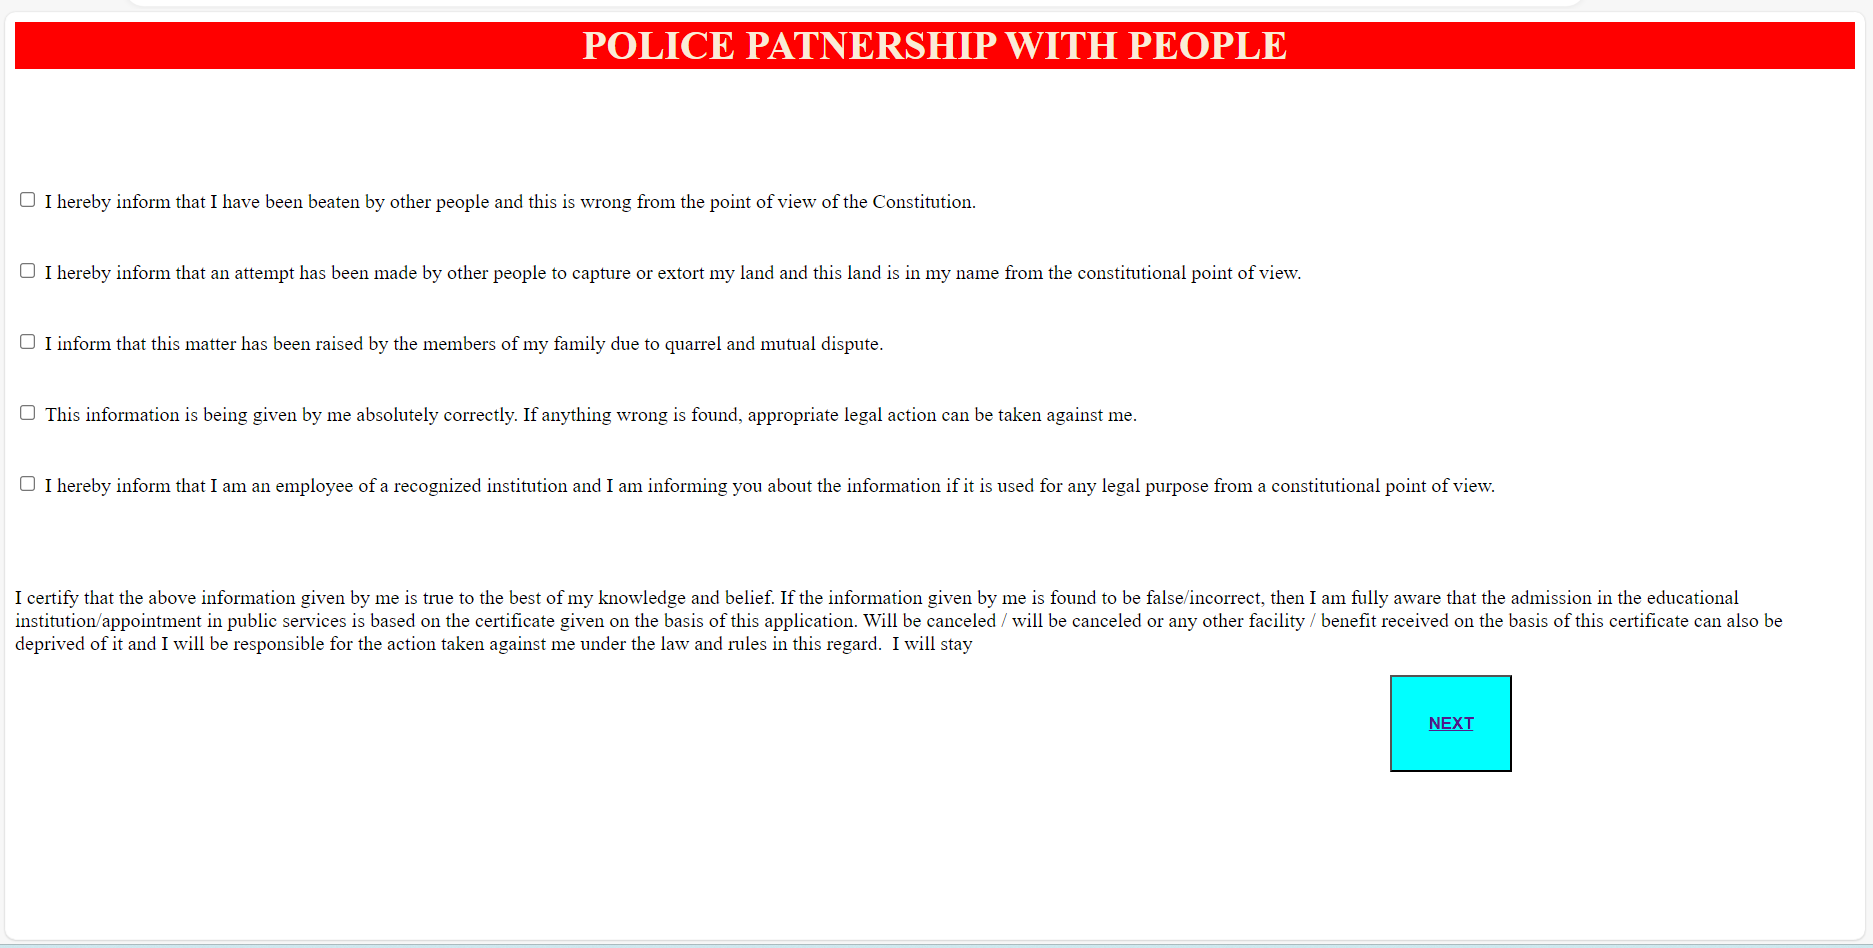 POLICE PATNERSHIP WITH PEOPLE
I hereby inform that I have been beaten by other people and this is wrong from the point of view of the Constitution.
I hereby inform that an attempt has been made by other people to capture or extort my land and this land is in my name from the constitutional point of view.
I inform that this matter has been raised by the members of my family due to quarrel and mutual dispute.
This information is being given by me absolutely correctly. If anything wrong is found, appropriate legal action can be taken against me.
I hereby inform that I am an employee of a recognized institution and I am informing you about the information if it is used for any legal purpose from a constitutional point of view.
I certify that the above information given by me is true to the best of my knowledge and belief. If the information given by me is found to be false/incorrect, then I am fully aware that the admission in the educational
institution/appointment in public services is based on the certificate given on the basis of this application. Will be canceled / will be canceled or any other facility / benefit received on the basis of this certificate can also be
deprived of it and I will be responsible for the action taken against me under the law and rules in this regard.  I will stay
NEXT